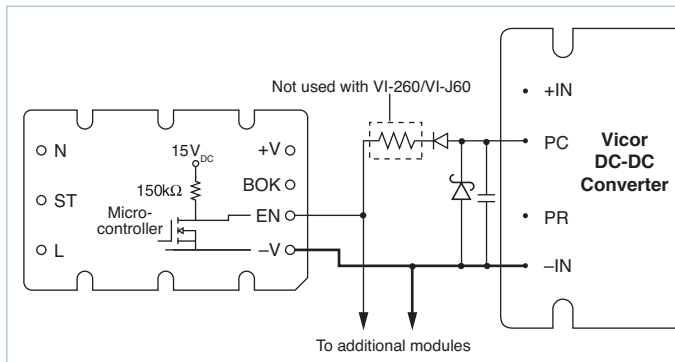 Not used with VI-260/VI-J60
+IN
N
15VDC
+V
PC
Vicor
DC-DC
Converter
150kΩ
BOK
ST
Micro-
controller
EN
PR
L
–V
–IN
To additional modules